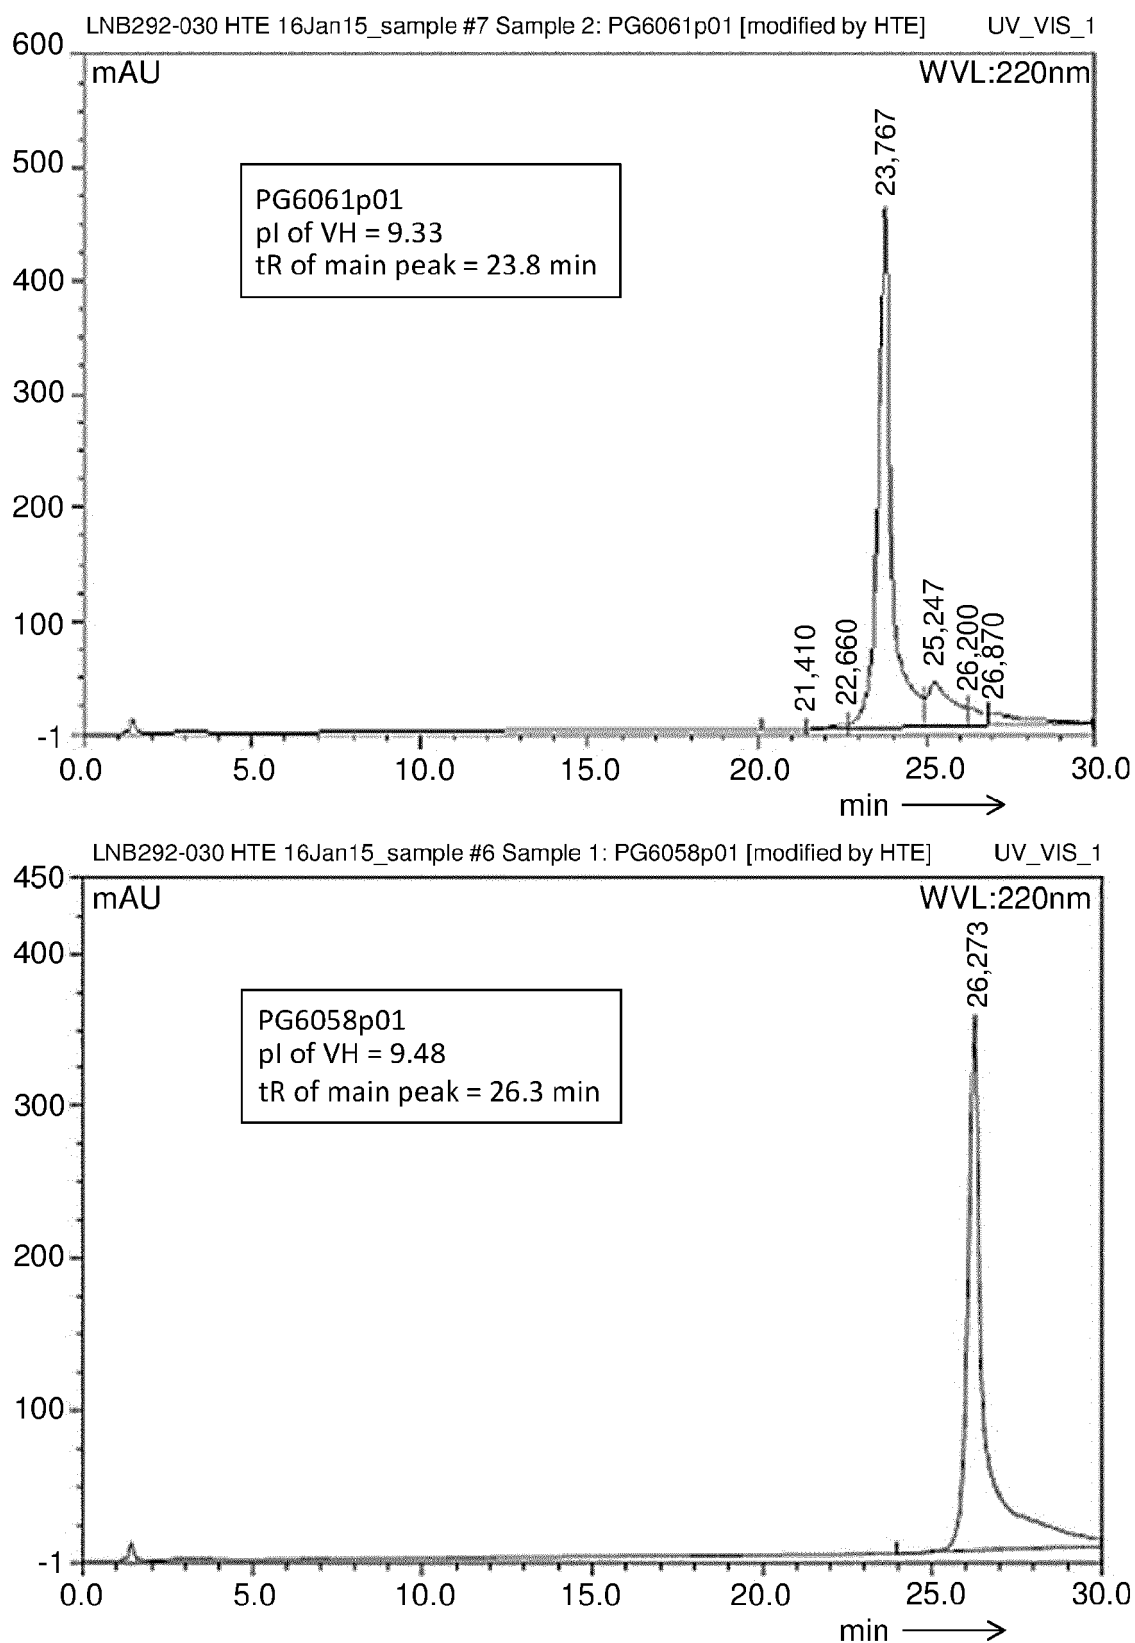 LNB292-030 HTE 16Jan15_sample #7 Sample 2: PG6061p01 [modified by HTE] UV_VIS_1
600
mAU
WVL:220nm
23,767
500
PG6061p01
pI of VH = 9.33
tR of main peak = 23.8 min
400
300
200
100
21,410
22,660
25,247
26,200
26,870
-1
0.0 5.0 10.0 15.0 20.0 25.0 30.0
min
LNB292-030 HTE 16Jan15_sample #6 Sample 1: PG6058p01 [modified by HTE] UV_VIS_1
450
mAU
WVL:220nm
26,273
400
PG6058p01
pI of VH = 9.48
tR of main peak = 26.3 min
300
200
100
-1
0.0 5.0 10.0 15.0 20.0 25.0 30.0
min